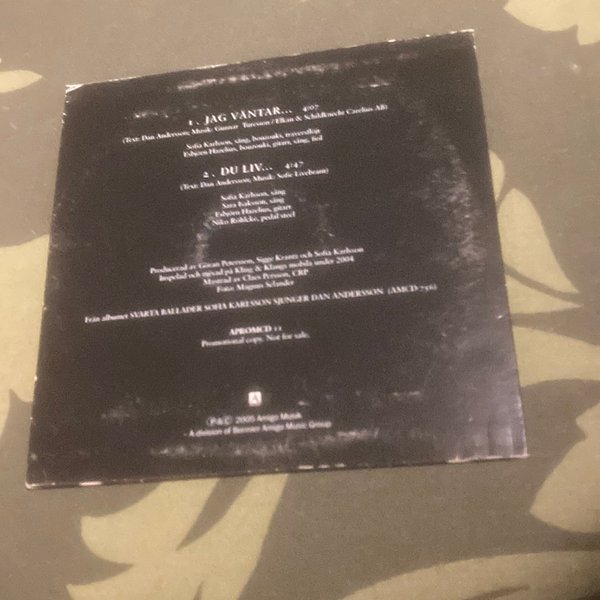 1. JAG VÄNTAR... 4:07
(Text: Dan Andersson; Musik: Gunnar Turesson / Elkan & Schildknecht Carelius AB)
Sofia Karlsson, sång, bouzouki, traversflöjt
Esbjörn Hazelius, bouzouki, gitarr, sång, fiol
2. DU LIV... 4:47
(Text: Dan Andersson; Musik: Sofie Livebrant)
Sofia Karlsson, sång
Sara Isaksson, sång
Esbjörn Hazelius, gitarr
Niko Röhlcke, pedal steel
Producerad av Göran Petersson, Sigge Krantz och Sofia Karlsson
Inspelad och mixad på Kling & Klangs mobila under 2004
Mastrad av Claes Persson, CRP
Foto: Magnus Selander
Från albumet SVARTA BALLADER SOFIA KARLSSON SJUNGER DAN ANDERSSON (AMCD-756)
APROMCD 11
Promotional copy. Not for sale.
A
P & C 2005 Amigo Musik
- A division of Bonnier Amigo Music Group